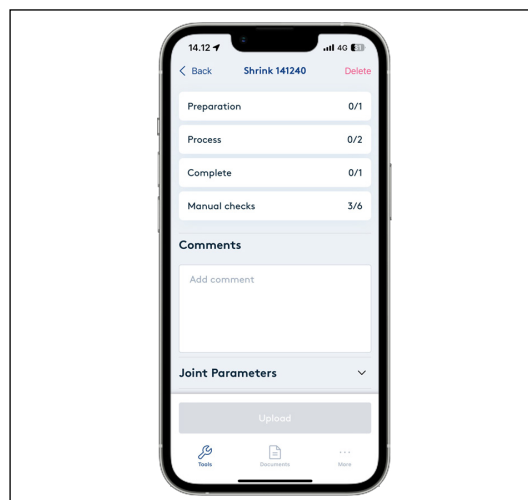 14.12 4G 51
Back Shrink 141240 Delete
Preparation 0/1
Process 0/2
Complete 0/1
Manual checks 3/6
Comments
Add comment
Joint Parameters
Upload
Tools Documents More